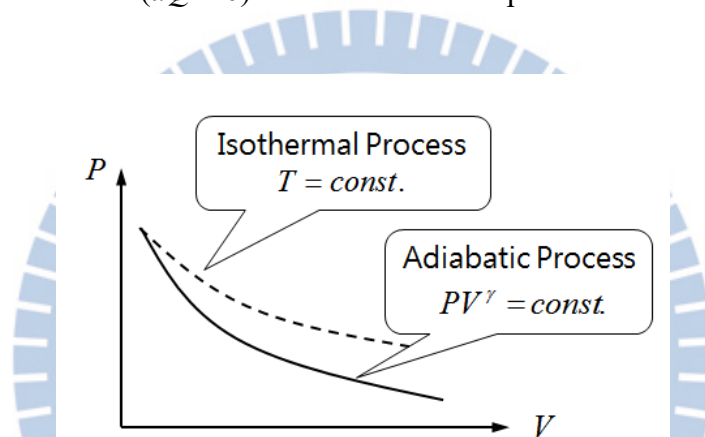 Isothermal Process
T = const.
P
Adiabatic Process
PV^γ = const.
V